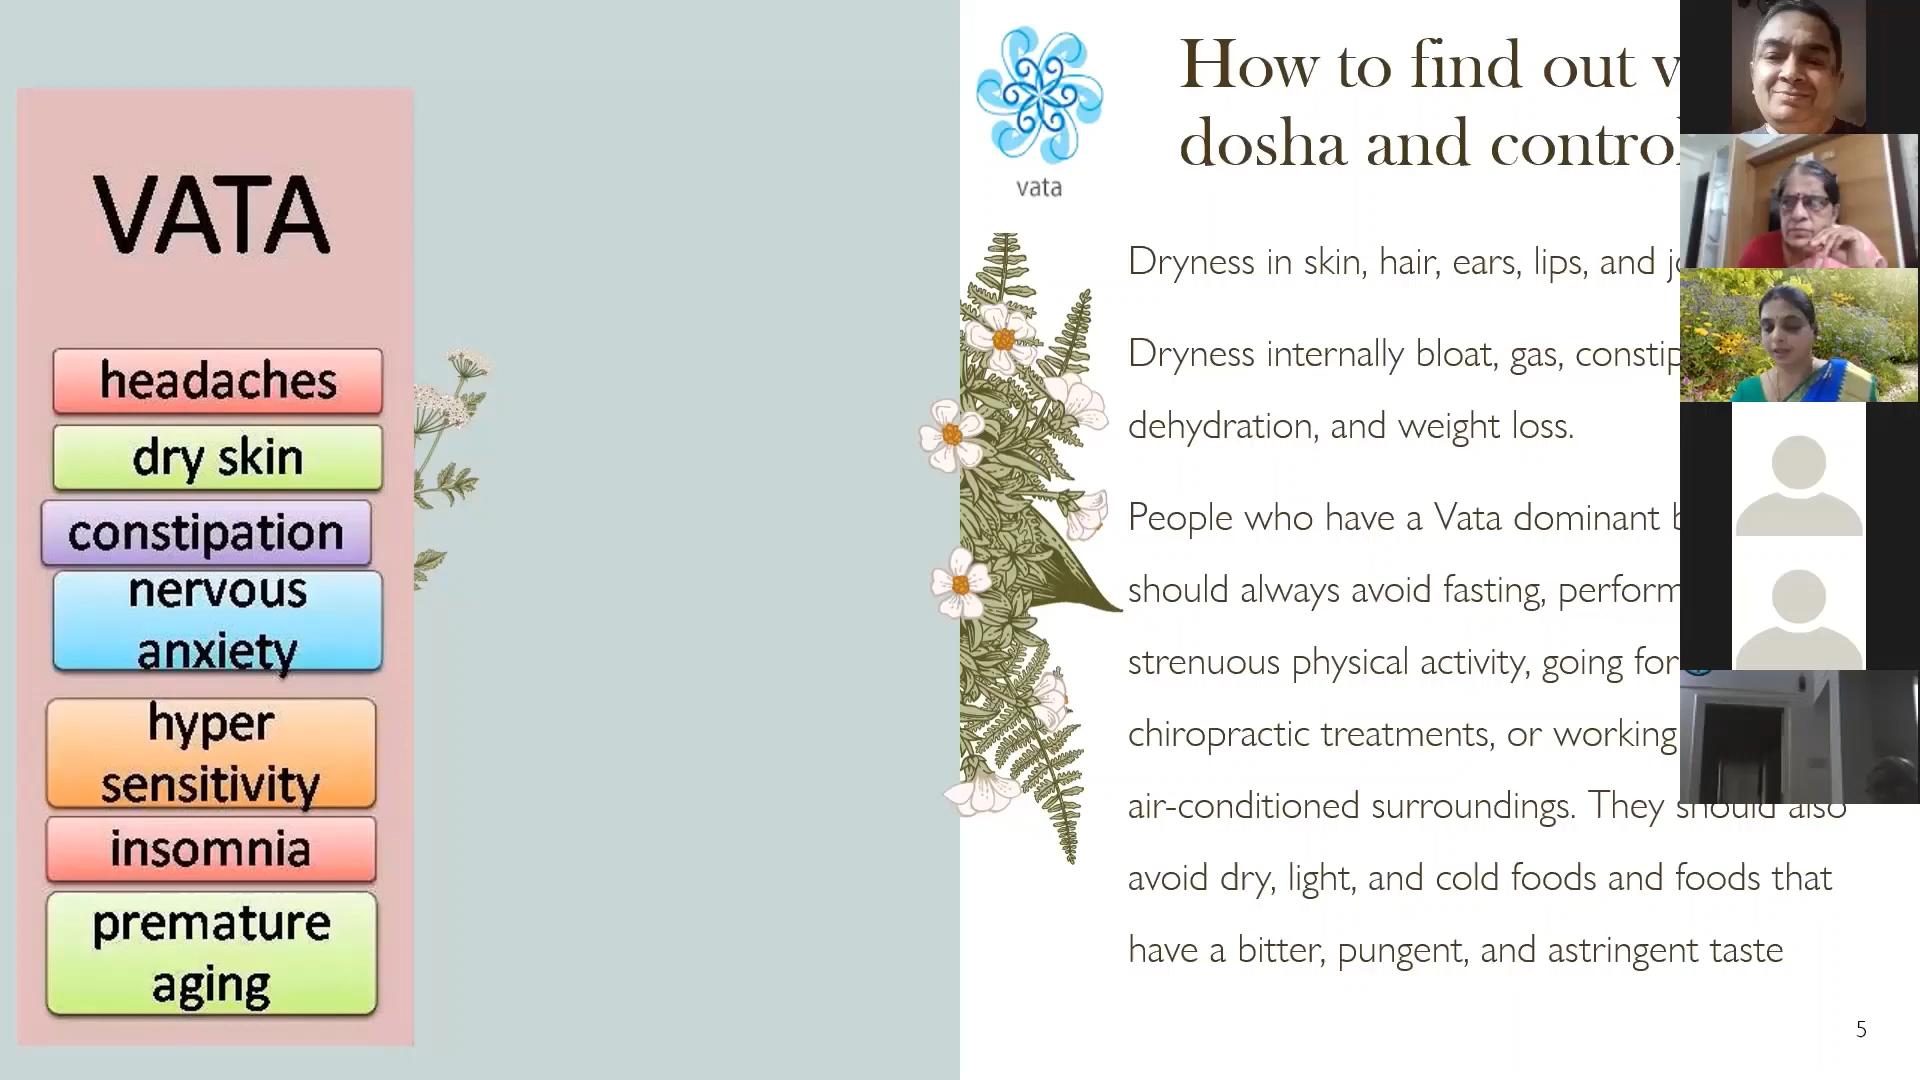 VATA
headaches
dry skin
constipation
nervous
anxiety
hyper
sensitivity
insomnia
premature
aging
vata
How to find out
dosha and
Dryness in skin, hair, ears, lips, and
Dryness internally bloat, gas,
dehydration, and weight loss.
People who have a Vata dominant
should always avoid fasting,
strenuous physical activity, going for
chiropractic treatments, or working
air-conditioned surroundings. They should also
avoid dry, light, and cold foods and foods that
have a bitter, pungent, and astringent taste
5